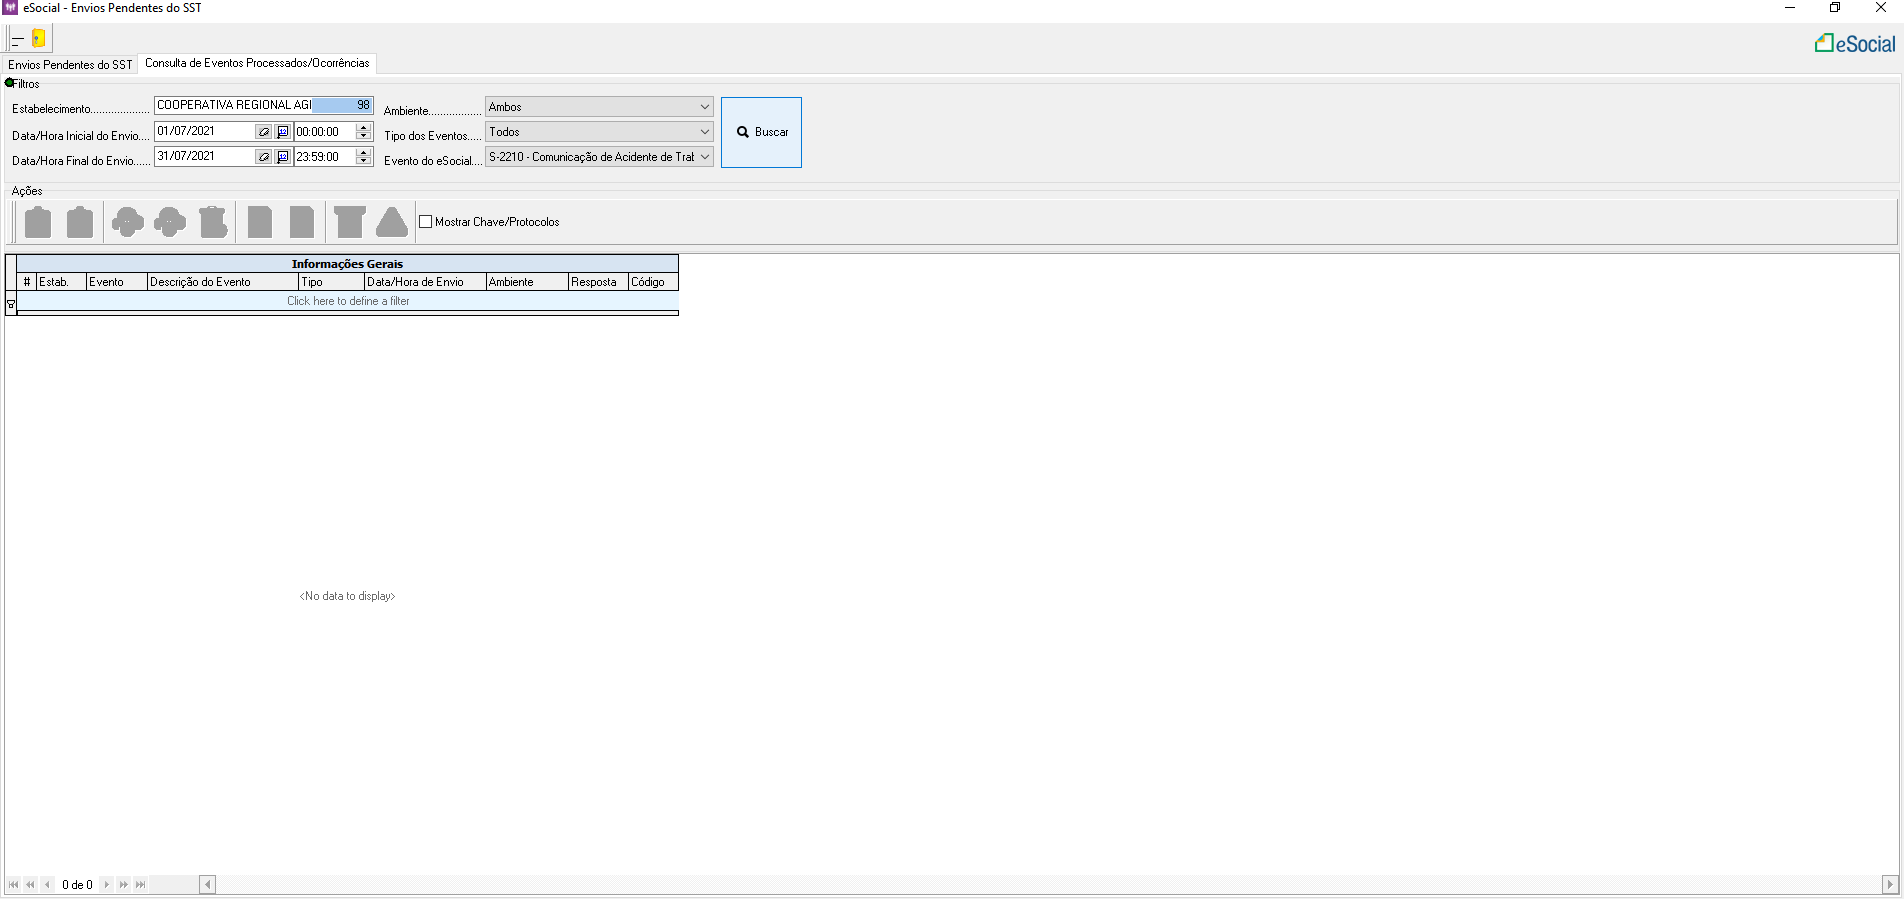 eSocial - Envios Pendentes do SST
eSocial
Envios Pendentes do SST
Consulta de Eventos Processados/Ocorrências
Filtros
Estabelecimento.................... COOPERATIVA REGIONAL AGI 98
Ambiente.................. Ambos
Data/Hora Inicial do Envio.... 01/07/2021 00:00:00
Tipo dos Eventos..... Todos
Data/Hora Final do Envio...... 31/07/2021 23:59:00
Evento do eSocial.... S-2210 - Comunicação de Acidente de Trat
Buscar
Ações
Mostrar Chave/Protocolos
Informações Gerais
# Estab. Evento Descrição do Evento Tipo Data/Hora de Envio Ambiente Resposta Código
Click here to define a filter
<No data to display>
0 de 0